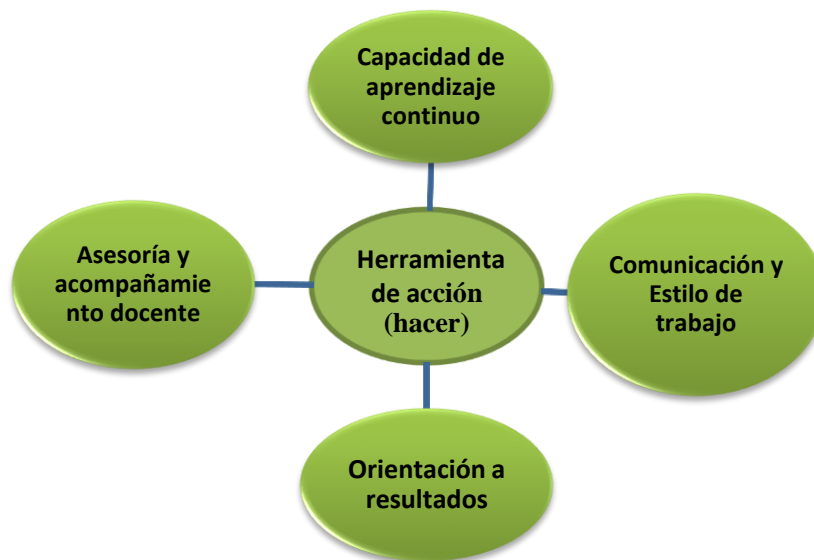 Capacidad de
aprendizaje
continuo
Asesoría y
acompañamie
nto docente
Herramienta
de acción
(hacer)
Comunicación y
Estilo de
trabajo
Orientación a
resultados